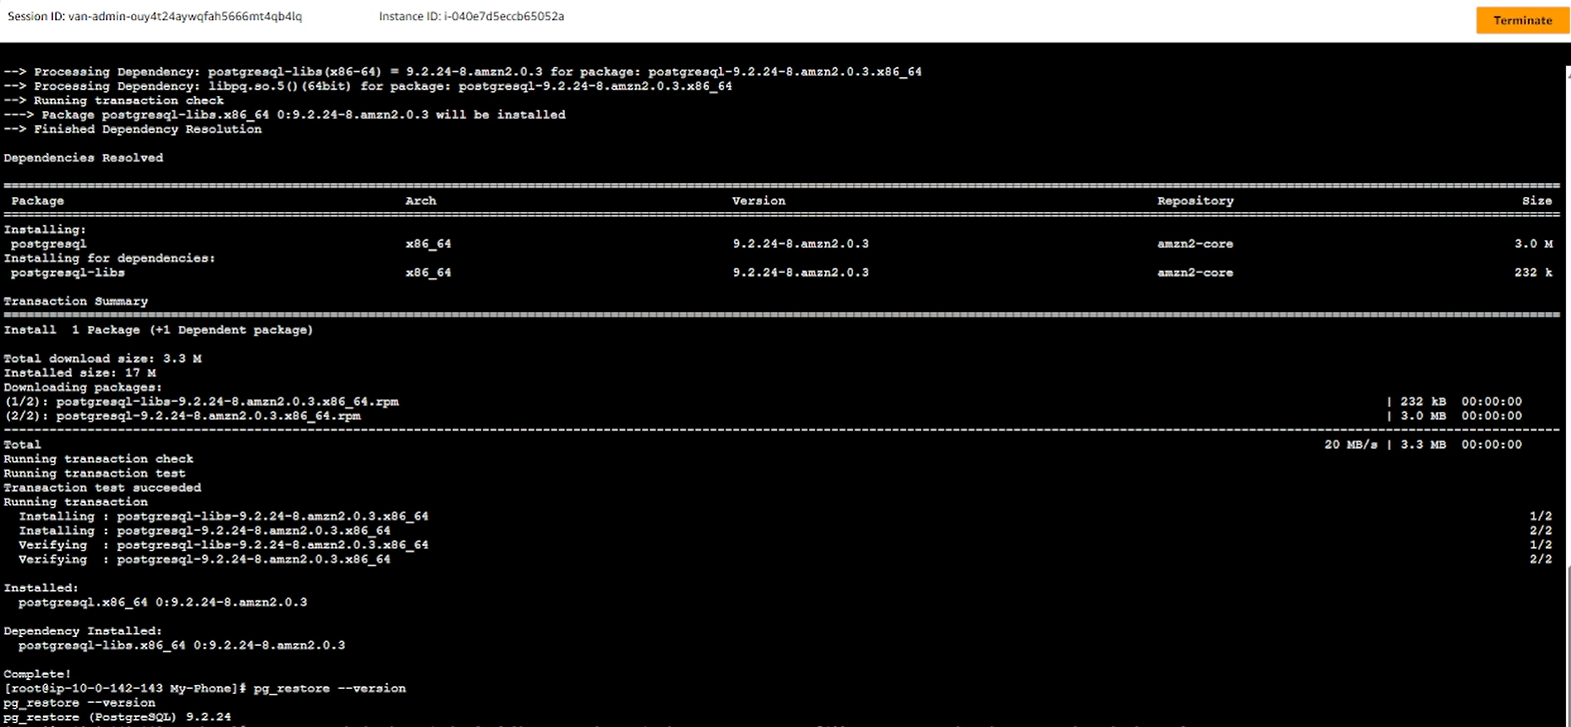 Session ID: van-admin-ouy4t24aywqfah5666mt4qb4lq Instance ID: i-040e7d5eccb65052a Terminate
--> Processing Dependency: postgresql-libs(x86-64) = 9.2.24-8.amzn2.0.3 for package: postgresql-9.2.24-8.amzn2.0.3.x86_64
--> Processing Dependency: libpq.so.5()(64bit) for package: postgresql-9.2.24-8.amzn2.0.3.x86_64
--> Running transaction check
---> Package postgresql-libs.x86_64 0:9.2.24-8.amzn2.0.3 will be installed
--> Finished Dependency Resolution
Dependencies Resolved
Package Arch Version Repository Size
Installing:
postgresql x86_64 9.2.24-8.amzn2.0.3 amzn2-core 3.0 M
Installing for dependencies:
postgresql-libs x86_64 9.2.24-8.amzn2.0.3 amzn2-core 232 k
Transaction Summary
Install 1 Package (+1 Dependent package)
Total download size: 3.3 M
Installed size: 17 M
Downloading packages:
(1/2): postgresql-libs-9.2.24-8.amzn2.0.3.x86_64.rpm | 232 kB 00:00:00
(2/2): postgresql-9.2.24-8.amzn2.0.3.x86_64.rpm | 3.0 MB 00:00:00
Total 20 MB/s | 3.3 MB 00:00:00
Running transaction check
Running transaction test
Transaction test succeeded
Running transaction
Installing : postgresql-libs-9.2.24-8.amzn2.0.3.x86_64 1/2
Installing : postgresql-9.2.24-8.amzn2.0.3.x86_64 2/2
Verifying : postgresql-libs-9.2.24-8.amzn2.0.3.x86_64 1/2
Verifying : postgresql-9.2.24-8.amzn2.0.3.x86_64 2/2
Installed:
postgresql.x86_64 0:9.2.24-8.amzn2.0.3
Dependency Installed:
postgresql-libs.x86_64 0:9.2.24-8.amzn2.0.3
Complete!
[root@ip-10-0-142-143 My-Phone]# pg_restore --version
pg_restore --version
pg_restore (PostgreSQL) 9.2.24